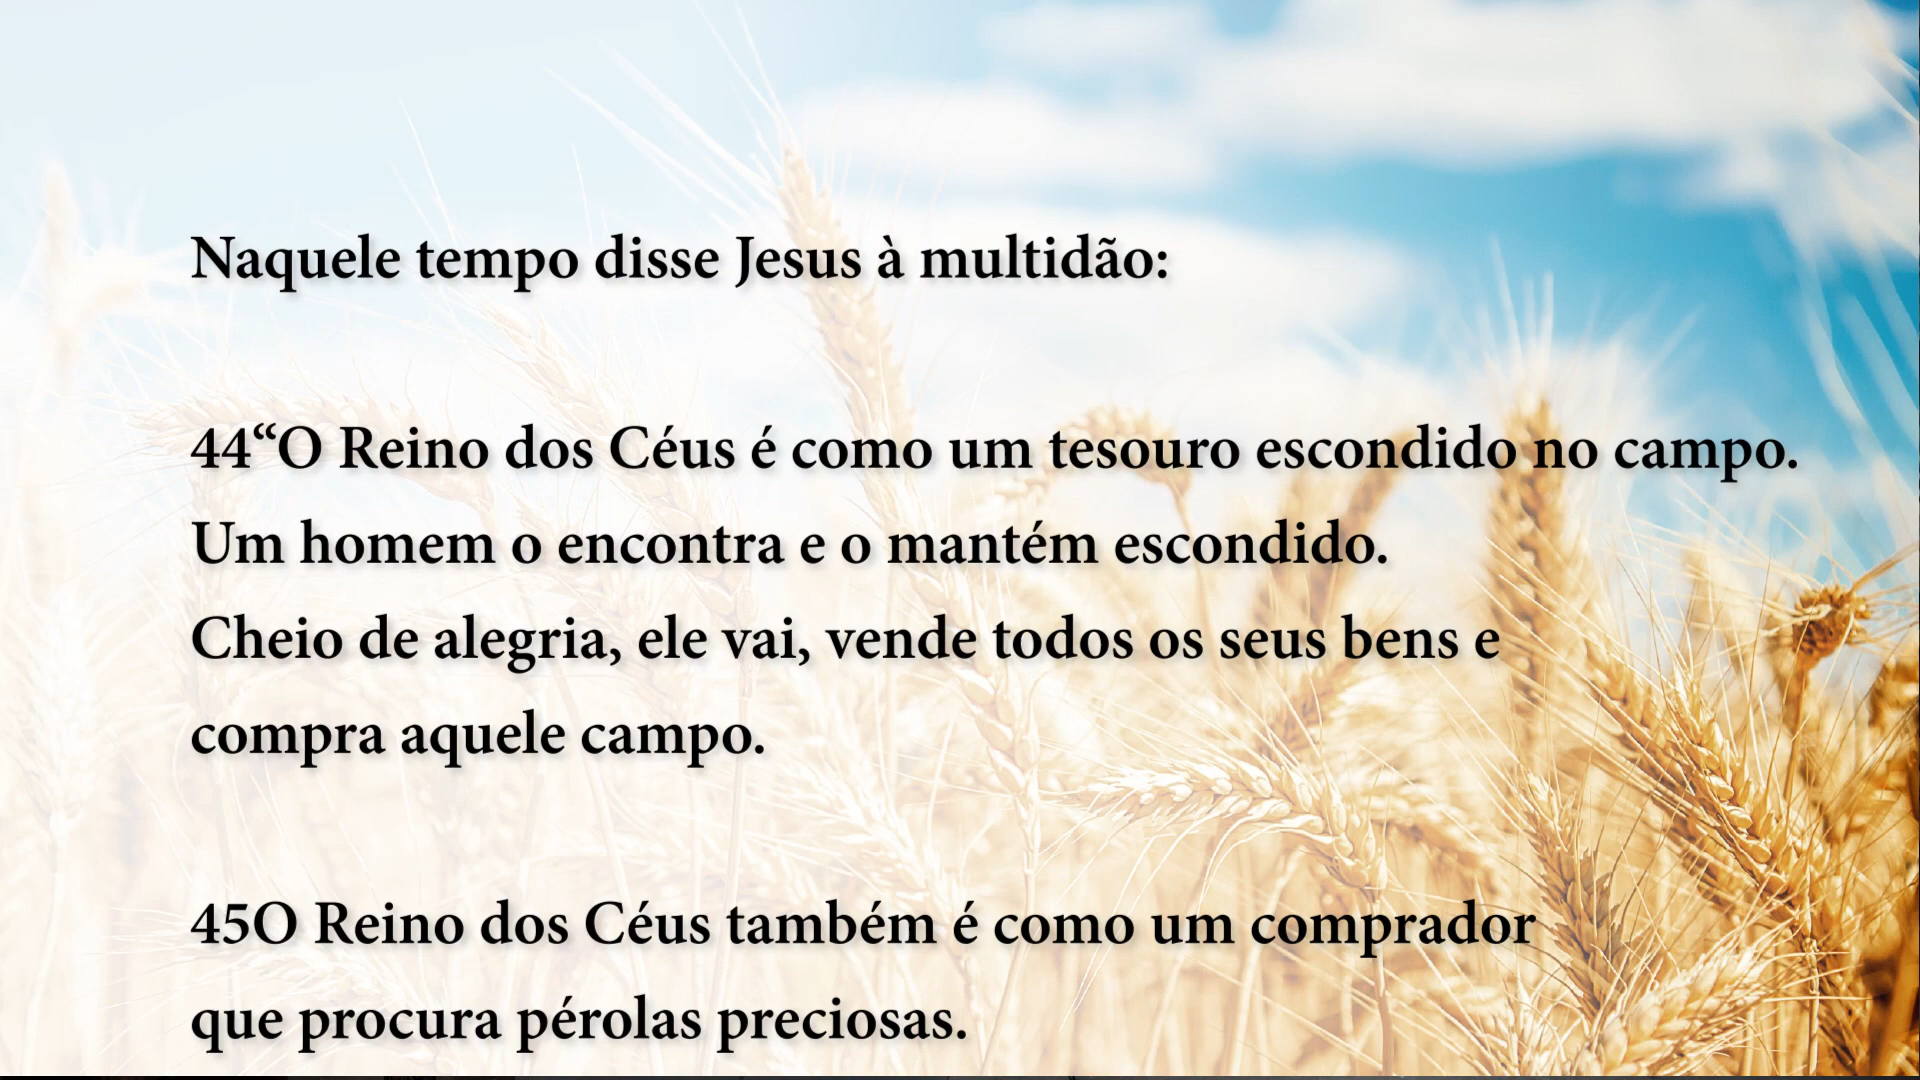 Naquele tempo disse Jesus à multidão:
44“O Reino dos Céus é como um tesouro escondido no campo.
Um homem o encontra e o mantém escondido.
Cheio de alegria, ele vai, vende todos os seus bens e
compra aquele campo.
45O Reino dos Céus também é como um comprador
que procura pérolas preciosas.